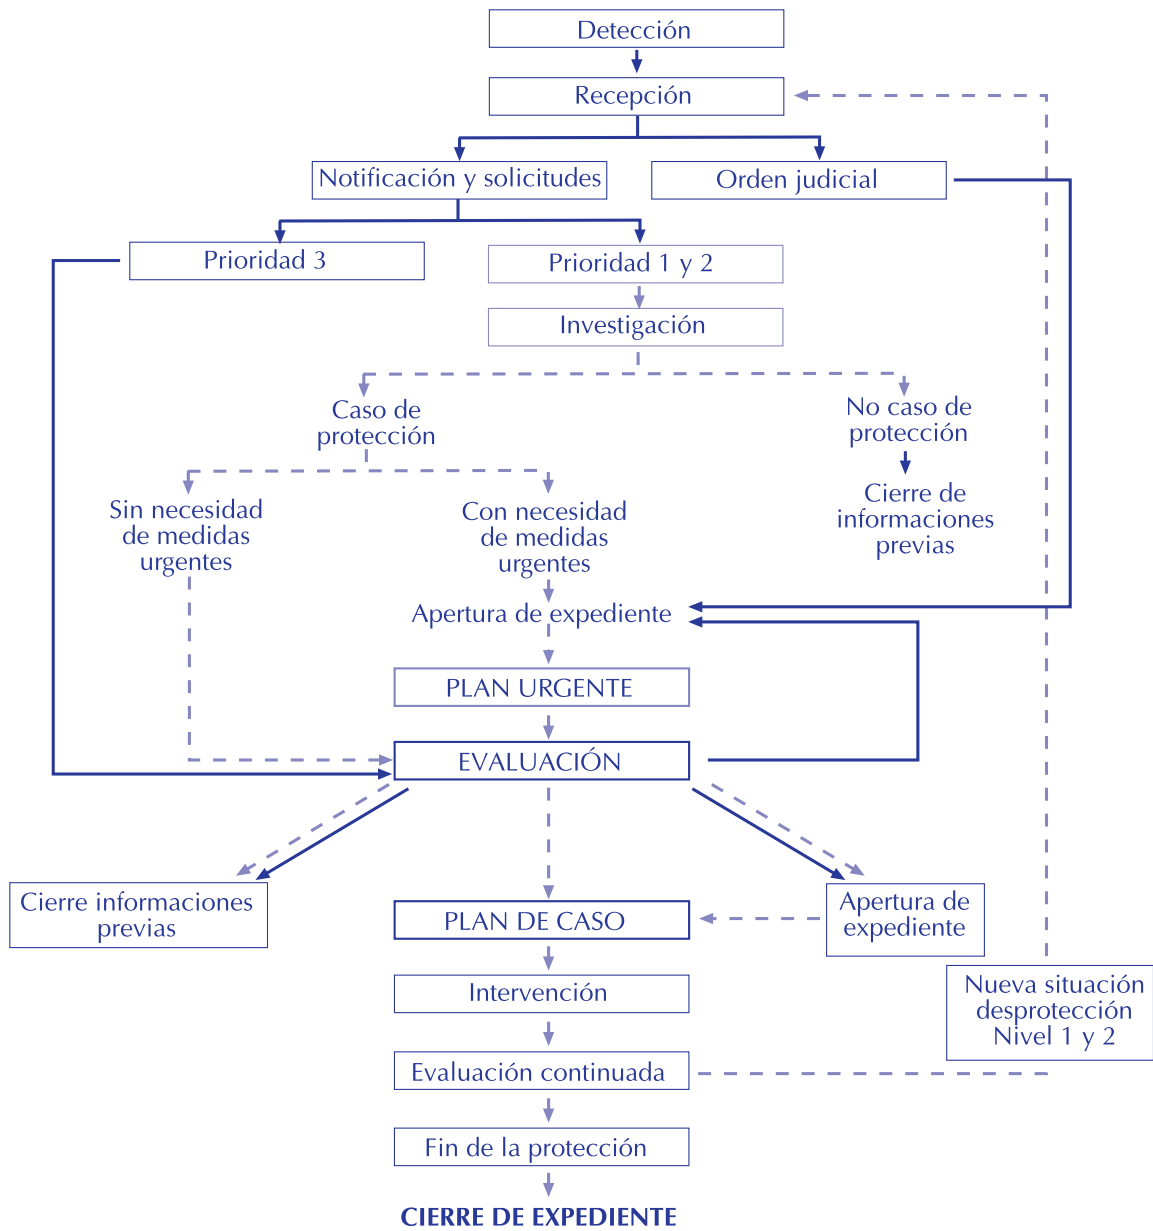 Detección
Recepción
Notificación y solicitudes
Orden judicial
Prioridad 3
Prioridad 1 y 2
Investigación
Caso de
protección
No caso de
protección
Sin necesidad
de medidas
urgentes
Con necesidad
de medidas
urgentes
Cierre de
informaciones
previas
Apertura de expediente
PLAN URGENTE
EVALUACIÓN
Cierre informaciones
previas
PLAN DE CASO
Apertura de
expediente
Intervención
Nueva situación
desprotección
Nivel 1 y 2
Evaluación continuada
Fin de la protección
CIERRE DE EXPEDIENTE